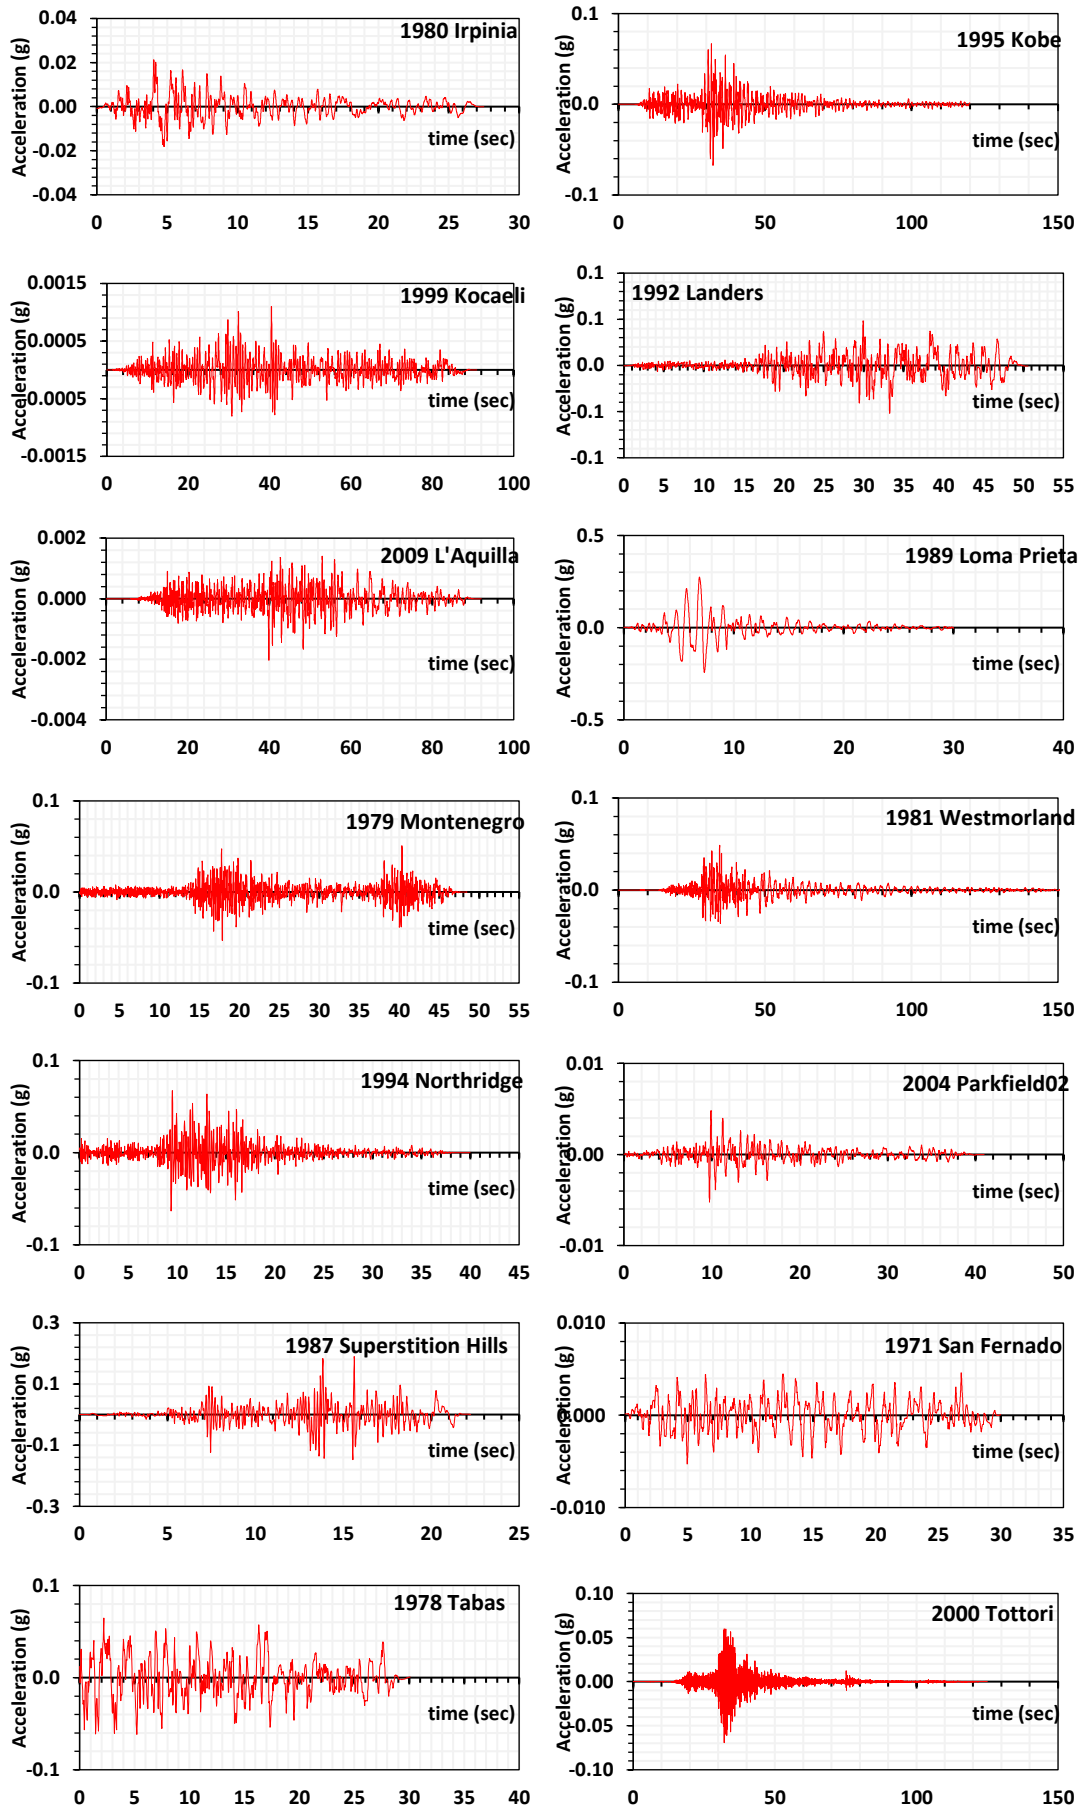 Acceleration (g)
0.04
0.02
0.00
-0.02
-0.04
1980 Irpinia
time (sec)
0 5 10 15 20 25 30
Acceleration (g)
0.1
0.0
-0.1
1995 Kobe
time (sec)
0 50 100 150
Acceleration (g)
0.0015
0.0005
-0.0005
-0.0015
1999 Kocaeli
time (sec)
0 20 40 60 80 100
Acceleration (g)
0.1
0.1
0.0
-0.1
-0.1
1992 Landers
time (sec)
0 5 10 15 20 25 30 35 40 45 50 55
Acceleration (g)
0.002
0.000
-0.002
-0.004
2009 L'Aquilla
time (sec)
0 20 40 60 80 100
Acceleration (g)
0.5
0.0
-0.5
1989 Loma Prieta
time (sec)
0 10 20 30 40
Acceleration (g)
0.1
0.0
-0.1
1979 Montenegro
time (sec)
0 5 10 15 20 25 30 35 40 45 50 55
Acceleration (g)
0.1
0.0
-0.1
1981 Westmorland
time (sec)
0 50 100 150
Acceleration (g)
0.1
0.0
-0.1
1994 Northridge
time (sec)
0 5 10 15 20 25 30 35 40 45
Acceleration (g)
0.01
0.00
-0.01
2004 Parkfield02
time (sec)
0 10 20 30 40 50
Acceleration (g)
0.3
0.1
-0.1
-0.3
1987 Superstition Hills
time (sec)
0 5 10 15 20 25
Acceleration (g)
0.010
0.000
-0.010
1971 San Fernado
time (sec)
0 5 10 15 20 25 30 35
Acceleration (g)
0.1
0.0
-0.1
1978 Tabas
time (sec)
0 5 10 15 20 25 30 35 40
Acceleration (g)
0.10
0.05
0.00
-0.05
-0.10
2000 Tottori
time (sec)
0 50 100 150